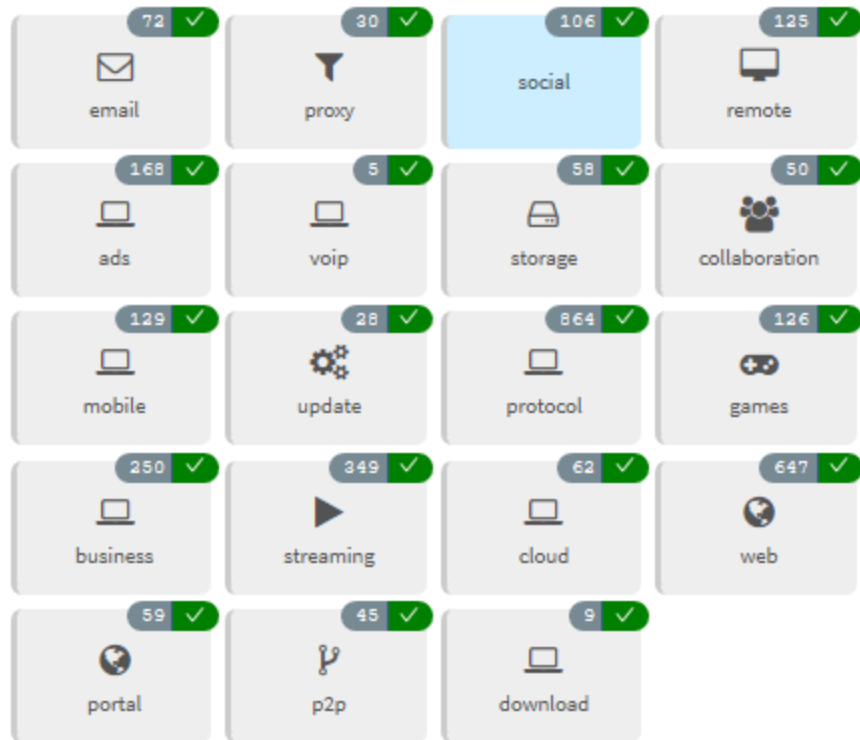 72 30 106 125
email proxy social remote
168 5 58 50
ads voip storage collaboration
129 28 864 126
mobile update protocol games
250 349 62 647
business streaming cloud web
59 45 9
portal p2p download